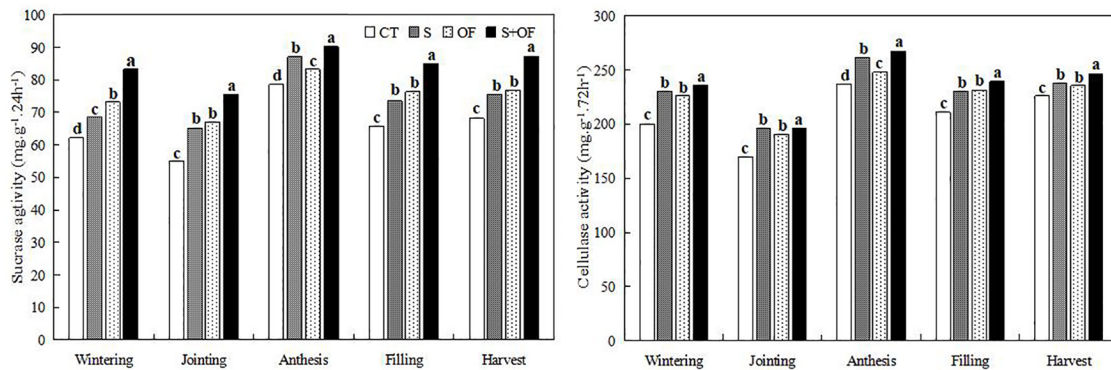 Sucrase agtivity (mg.g-1.24h-1)
100
90
80
70
60
50
40
30
20
10
0
CT S OF S+OF
d c b a
c b b a
d b c a
c b b a
c b b a
Wintering Jointing Anthesis Filling Harvest
Cellulase activity (mg.g-1.72h-1)
300
250
200
150
100
50
0
c b b a
c b b a
d b c a
c b b a
c b b a
Wintering Jointing Anthesis Filling Harvest